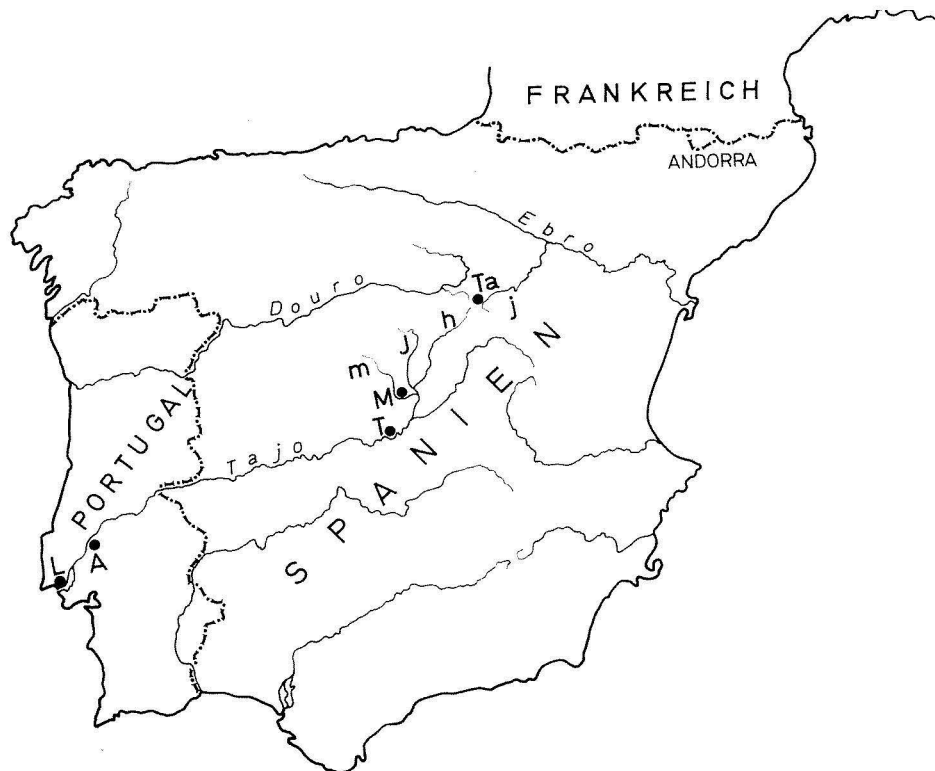 FRANKREICH
ANDORRA
Ebro
Douro
Ta
h
j
J
m
M
T
Tajo
SPANIEN
PORTUGAL
L
A